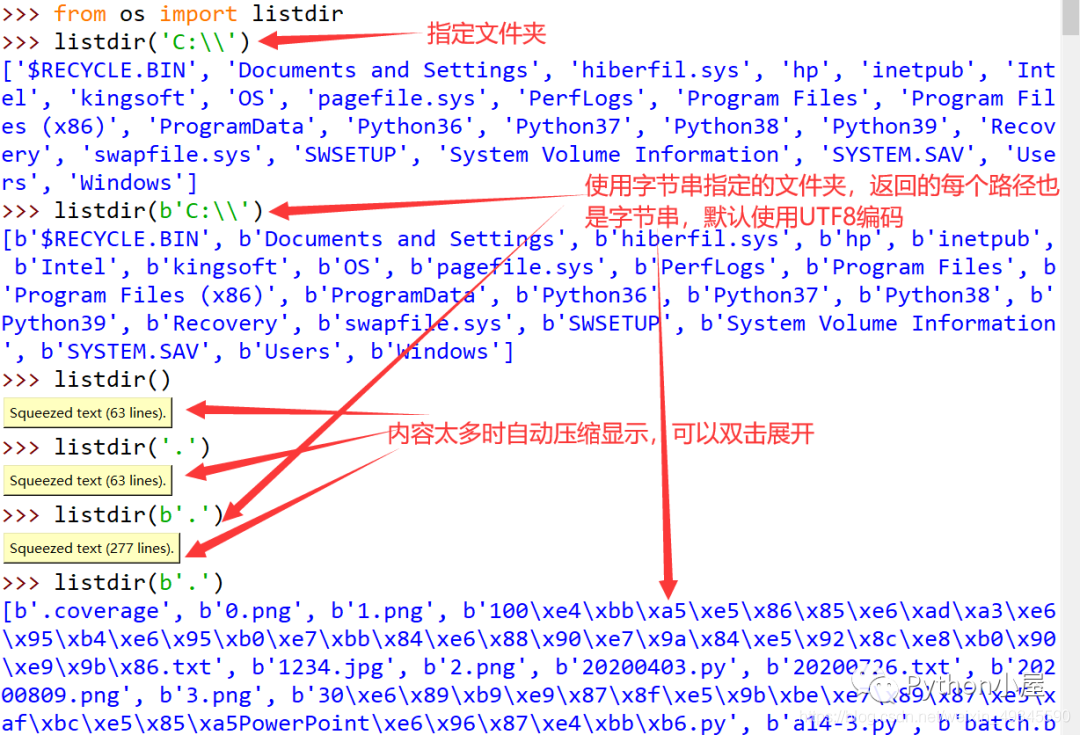 >>> from os import listdir
>>> listdir('C:\\')
指定文件夹
['$RECYCLE.BIN', 'Documents and Settings', 'hiberfil.sys', 'hp', 'inetpub', 'Int
el', 'kingsoft', 'OS', 'pagefile.sys', 'PerfLogs', 'Program Files', 'Program Fil
es (x86)', 'ProgramData', 'Python36', 'Python37', 'Python38', 'Python39', 'Recov
ery', 'swapfile.sys', 'SWSETUP', 'System Volume Information', 'SYSTEM.SAV', 'Use
rs', 'Windows']
使用字节串指定的文件夹，返回的每个路径也
是字节串，默认使用UTF8编码
>>> listdir(b'C:\\')
[b'$RECYCLE.BIN', b'Documents and Settings', b'hiberfil.sys', b'hp', b'inetpub',
b'Intel', b'kingsoft', b'OS', b'pagefile.sys', b'PerfLogs', b'Program Files', b
'Program Files (x86)', b'ProgramData', b'Python36', b'Python37', b'Python38', b'
Python39', b'Recovery', b'swapfile.sys', b'SWSETUP', b'System Volume Information
', b'SYSTEM.SAV', b'Users', b'Windows']
>>> listdir()
Squeezed text (63 lines).
内容太多时自动压缩显示，可以双击展开
>>> listdir('.')
Squeezed text (63 lines).
>>> listdir(b'.')
Squeezed text (277 lines).
>>> listdir(b'.')
[b'.coverage', b'0.png', b'1.png', b'100\xe4\xbb\xa5\xe5\x86\x85\xe6\xad\xa3\xe6
\x95\xb4\xe6\x95\xb0\xe7\xbb\x84\xe6\x88\x90\xe7\x9a\x84\xe5\x92\x8c\xe8\xb0\x90
\xe9\x9b\x86.txt', b'1234.jpg', b'2.png', b'20200403.py', b'20200726.txt', b'202
00809.png', b'3.png', b'30\xe6\x89\xb9\xe9\x87\x8f\xe5\x9b\xbe\xe7\x89\x87\xe5\x
af\xbc\xe5\x85\xa5PowerPoint\xe6\x96\x87\xe4\xbb\xb6.py', b'ai4-3.py', b'batch.b
Python小屋